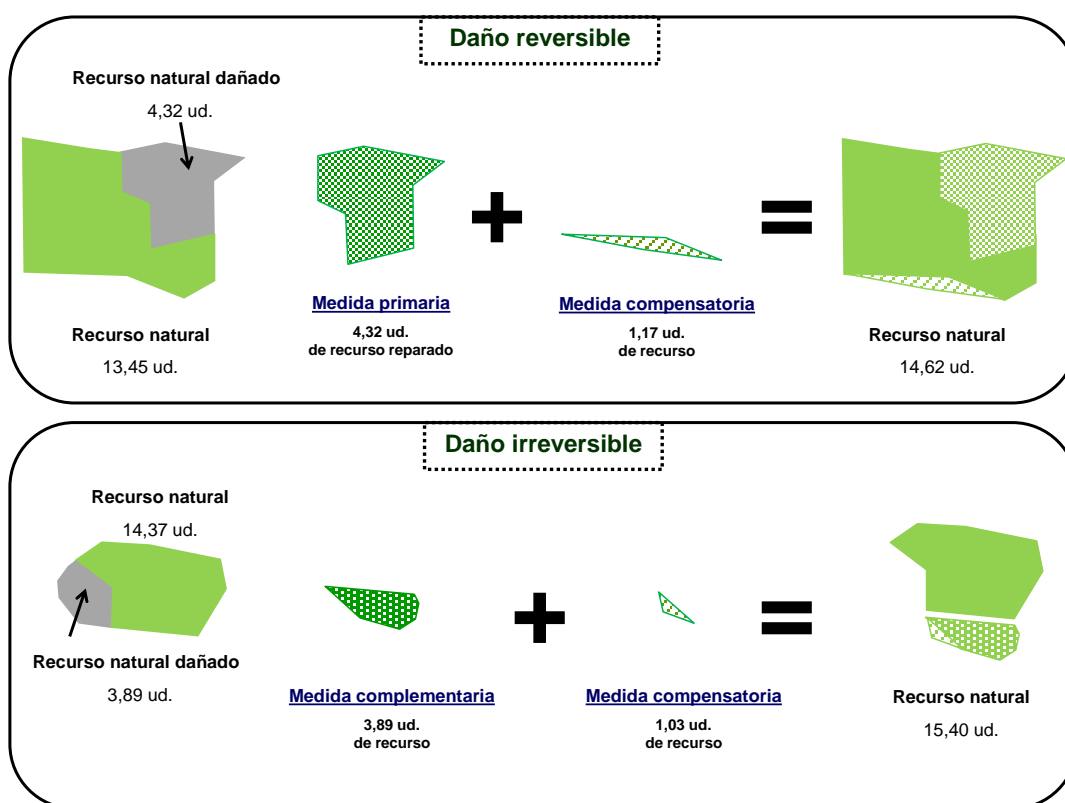 Daño reversible
Recurso natural dañado
4,32 ud.
Medida primaria
4,32 ud.
de recurso reparado
Medida compensatoria
1,17 ud.
de recurso
Recurso natural
13,45 ud.
Recurso natural
14,62 ud.
Daño irreversible
Recurso natural
14,37 ud.
Recurso natural dañado
3,89 ud.
Medida complementaria
3,89 ud.
de recurso
Medida compensatoria
1,03 ud.
de recurso
Recurso natural
15,40 ud.